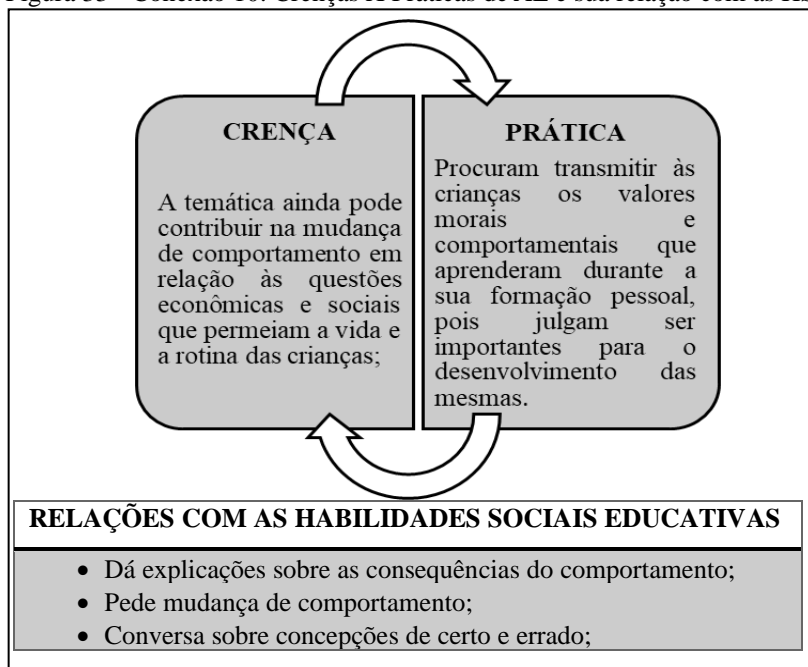 Figura 33 – Conexão 10: Crenças X Práticas de AE e sua relação com as
CRENÇA
A temática ainda pode
contribuir na mudança
de comportamento em
relação às questões
econômicas e sociais
que permeiam a vida e
a rotina das crianças;
PRÁTICA
Procuram transmitir às
crianças os valores
morais e
comportamentais que
aprenderam durante a
sua formação pessoal,
pois julgam ser
importantes para o
desenvolvimento das
mesmas.
RELAÇÕES COM AS HABILIDADES SOCIAIS EDUCATIVAS
• Dá explicações sobre as consequências do comportamento;
• Pede mudança de comportamento;
• Conversa sobre concepções de certo e errado;